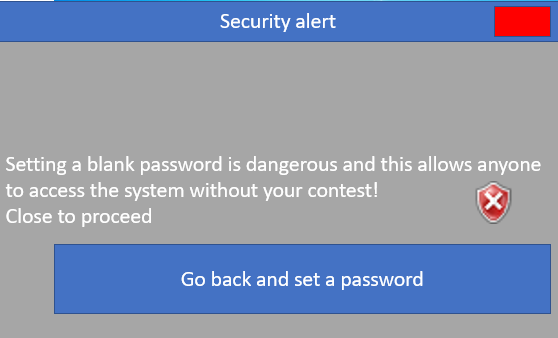 Security alert
Setting a blank password is dangerous and this allows anyone
to access the system without your contest!
Close to proceed
Go back and set a password